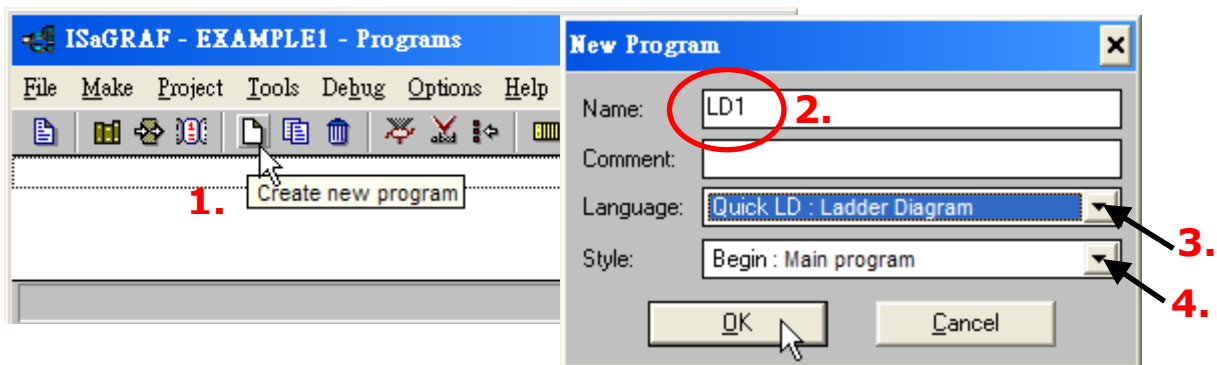 ISaGRAF - EXAMPLE1 - Programs
File Make Project Tools Debug Options Help
1.
Create new program
New Program
Name: LD1 2.
Comment:
Language: Quick LD : Ladder Diagram
3.
Style: Begin : Main program
4.
OK Cancel